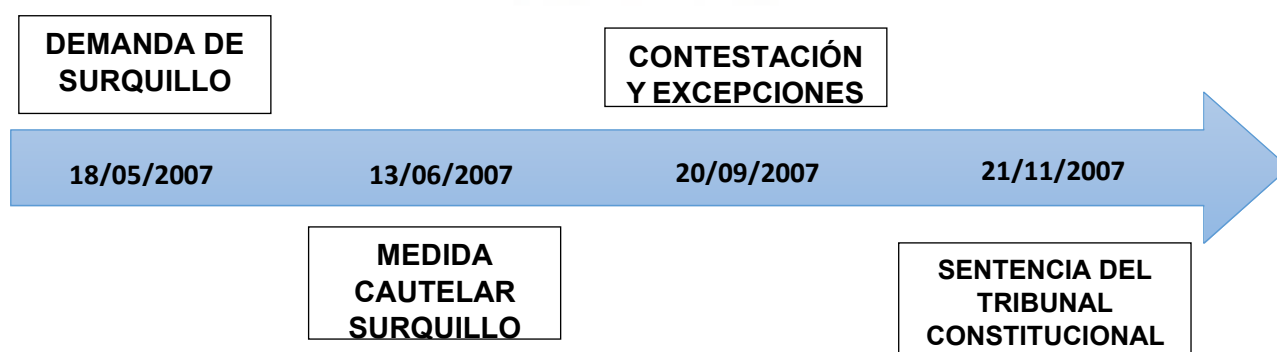 DEMANDA DE
SURQUILLO
CONTESTACIÓN
Y EXCEPCIONES
18/05/2007
13/06/2007
20/09/2007
21/11/2007
MEDIDA
CAUTELAR
SURQUILLO
SENTENCIA DEL
TRIBUNAL
CONSTITUCIONAL